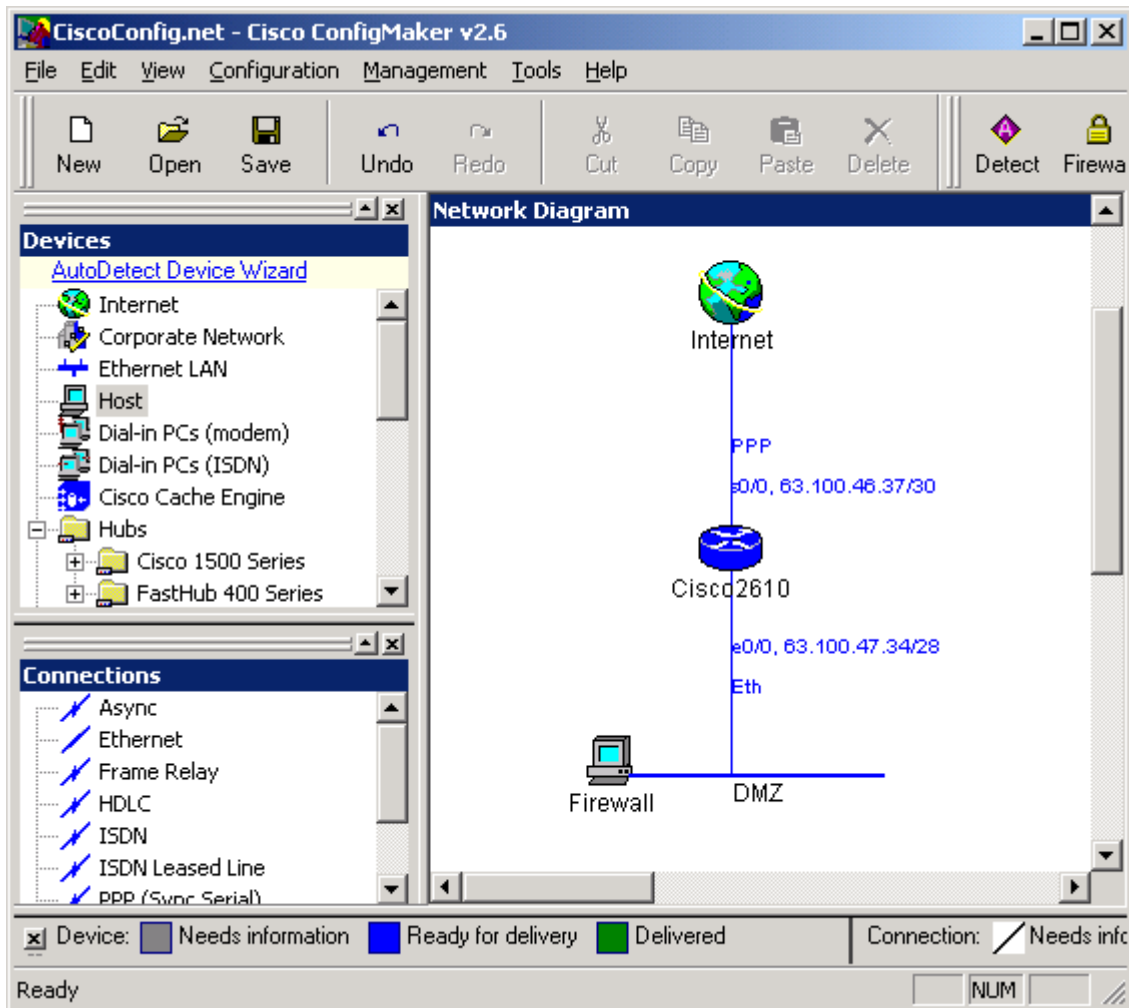 CiscoConfig.net - Cisco ConfigMaker v2.6
File Edit View Configuration Management Tools Help
New Open Save Undo Redo Cut Copy Paste Delete Detect Firewa
Devices
AutoDetect Device Wizard
Internet
Corporate Network
Ethernet LAN
Host
Dial-in PCs (modem)
Dial-in PCs (ISDN)
Cisco Cache Engine
Hubs
Cisco 1500 Series
FastHub 400 Series
Connections
Async
Ethernet
Frame Relay
HDLC
ISDN
ISDN Leased Line
PPP (Sync Serial)
Network Diagram
Internet
PPP
s0/0, 63.100.46.37/30
Cisco2610
e0/0, 63.100.47.34/28
Eth
Firewall
DMZ
Device: Needs information Ready for delivery Delivered Connection: Needs info
Ready NUM